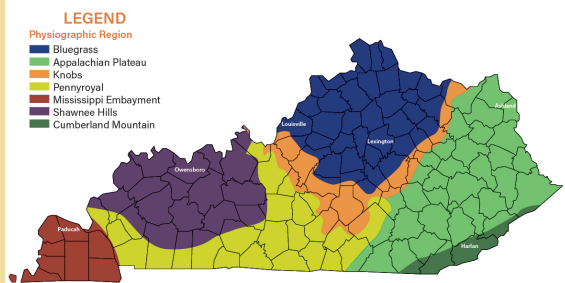 LEGEND
Physiographic Region
Bluegrass
Appalachian Plateau
Knobs
Pennyroyal
Mississippi Embayment
Shawnee Hills
Cumberland Mountain
Louisville
Ashland
Lexington
Owensboro
Paducah
Harlan